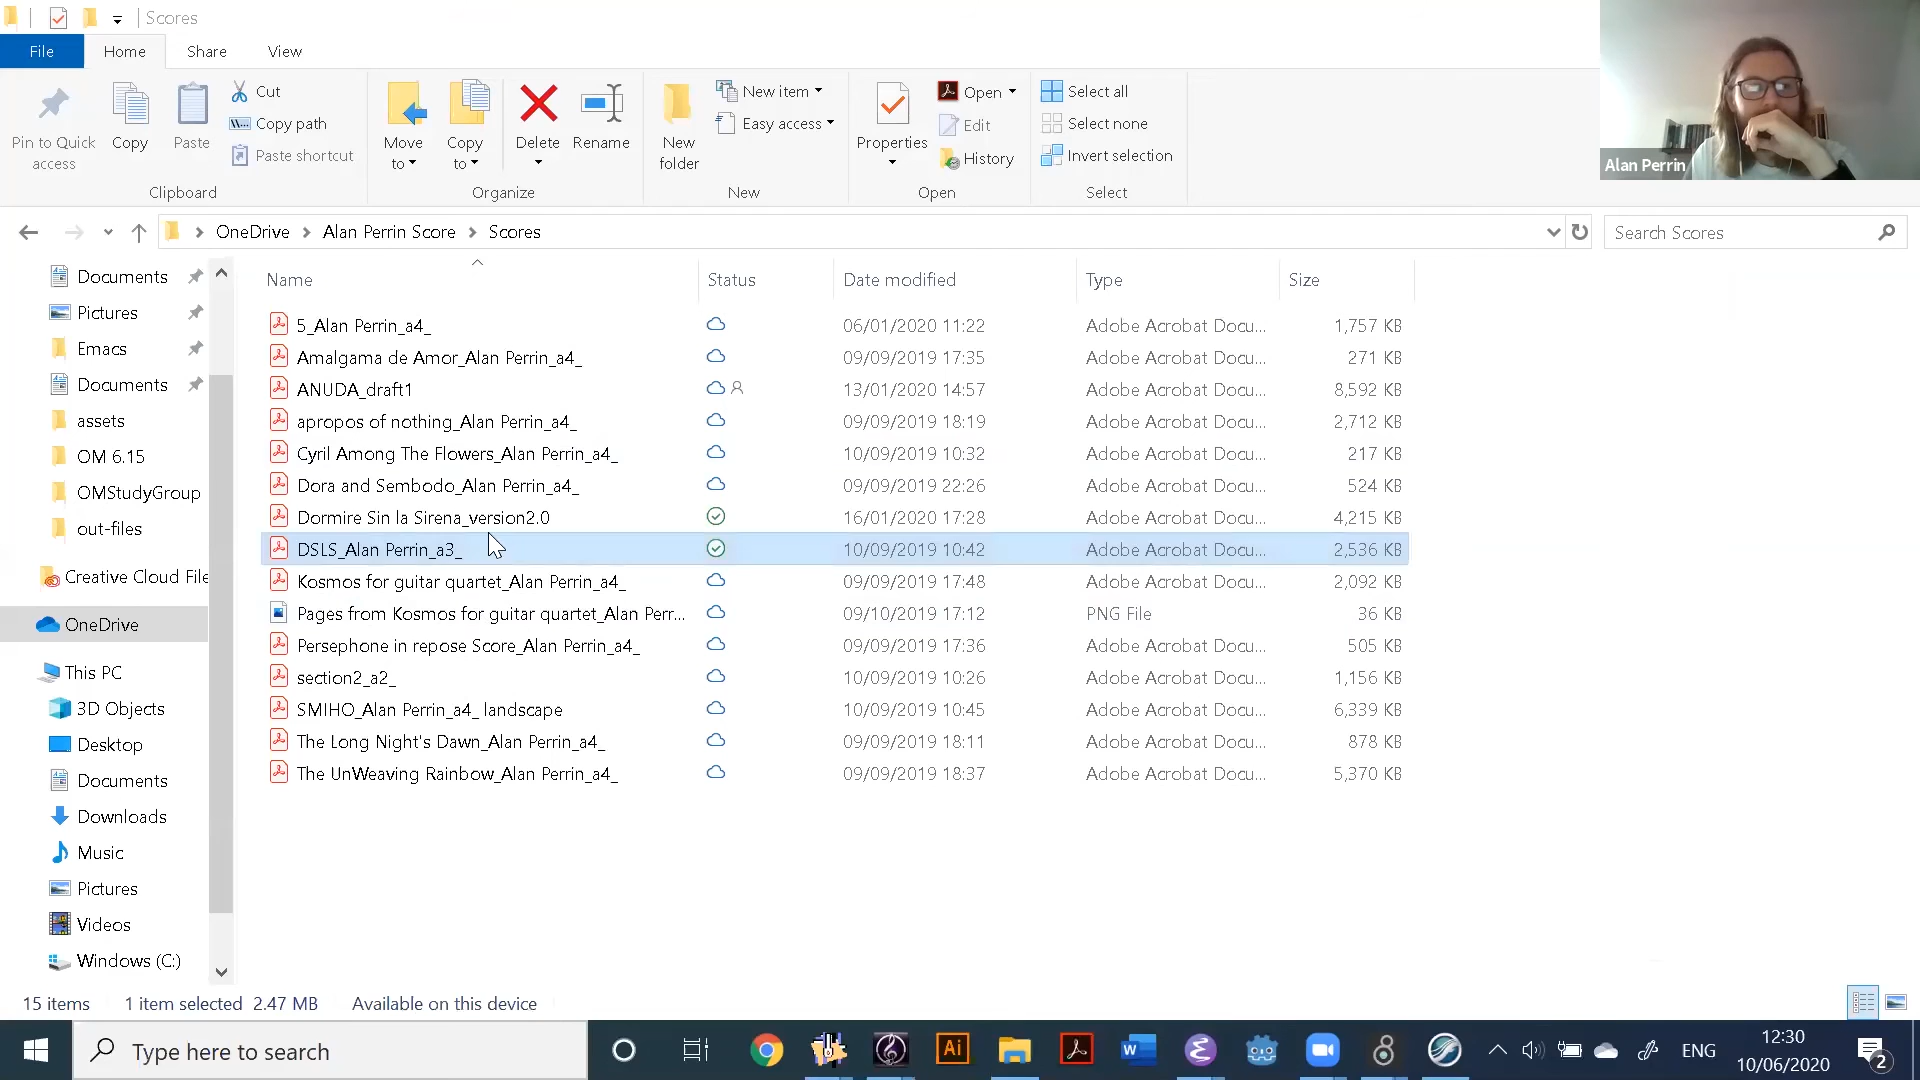 Scores
File Home Share View
Pin to Quick access
Copy
Paste
Cut
Copy path
Paste shortcut
Clipboard
Move to
Copy to
Delete
Rename
Organize
New folder
New item
Easy access
New
Properties
Open
Edit
History
Open
Select all
Select none
Invert selection
Select
Alan Perrin
OneDrive Alan Perrin Score Scores
Search Scores
Documents
Pictures
Emacs
Documents
assets
OM 6.15
OMStudyGroup
out-files
Creative Cloud File
OneDrive
This PC
3D Objects
Desktop
Documents
Downloads
Music
Pictures
Videos
Windows (C:)
Name Status Date modified Type Size
5_Alan Perrin_a4_ 06/01/2020 11:22 Adobe Acrobat Docu... 1,757 KB
Amalgama de Amor_Alan Perrin_a4_ 09/09/2019 17:35 Adobe Acrobat Docu... 271 KB
ANUDA_draft1 13/01/2020 14:57 Adobe Acrobat Docu... 8,592 KB
apropos of nothing_Alan Perrin_a4_ 09/09/2019 18:19 Adobe Acrobat Docu... 2,712 KB
Cyril Among The Flowers_Alan Perrin_a4_ 10/09/2019 10:32 Adobe Acrobat Docu... 217 KB
Dora and Sembodo_Alan Perrin_a4_ 09/09/2019 22:26 Adobe Acrobat Docu... 524 KB
Dormire Sin la Sirena_version2.0 16/01/2020 17:28 Adobe Acrobat Docu... 4,215 KB
DSLS_Alan Perrin_a3_ 10/09/2019 10:42 Adobe Acrobat Docu... 2,536 KB
Kosmos for guitar quartet_Alan Perrin_a4_ 09/09/2019 17:48 Adobe Acrobat Docu... 2,092 KB
Pages from Kosmos for guitar quartet_Alan Perr... 09/10/2019 17:12 PNG File 36 KB
Persephone in repose Score_Alan Perrin_a4_ 09/09/2019 17:36 Adobe Acrobat Docu... 505 KB
section2_a2_ 10/09/2019 10:26 Adobe Acrobat Docu... 1,156 KB
SMIHO_Alan Perrin_a4_ landscape 10/09/2019 10:45 Adobe Acrobat Docu... 6,339 KB
The Long Night's Dawn_Alan Perrin_a4_ 09/09/2019 18:11 Adobe Acrobat Docu... 878 KB
The UnWeaving Rainbow_Alan Perrin_a4_ 09/09/2019 18:37 Adobe Acrobat Docu... 5,370 KB
15 items 1 item selected 2.47 MB Available on this device
Type here to search
Ai
ENG
12:30
10/06/2020
2